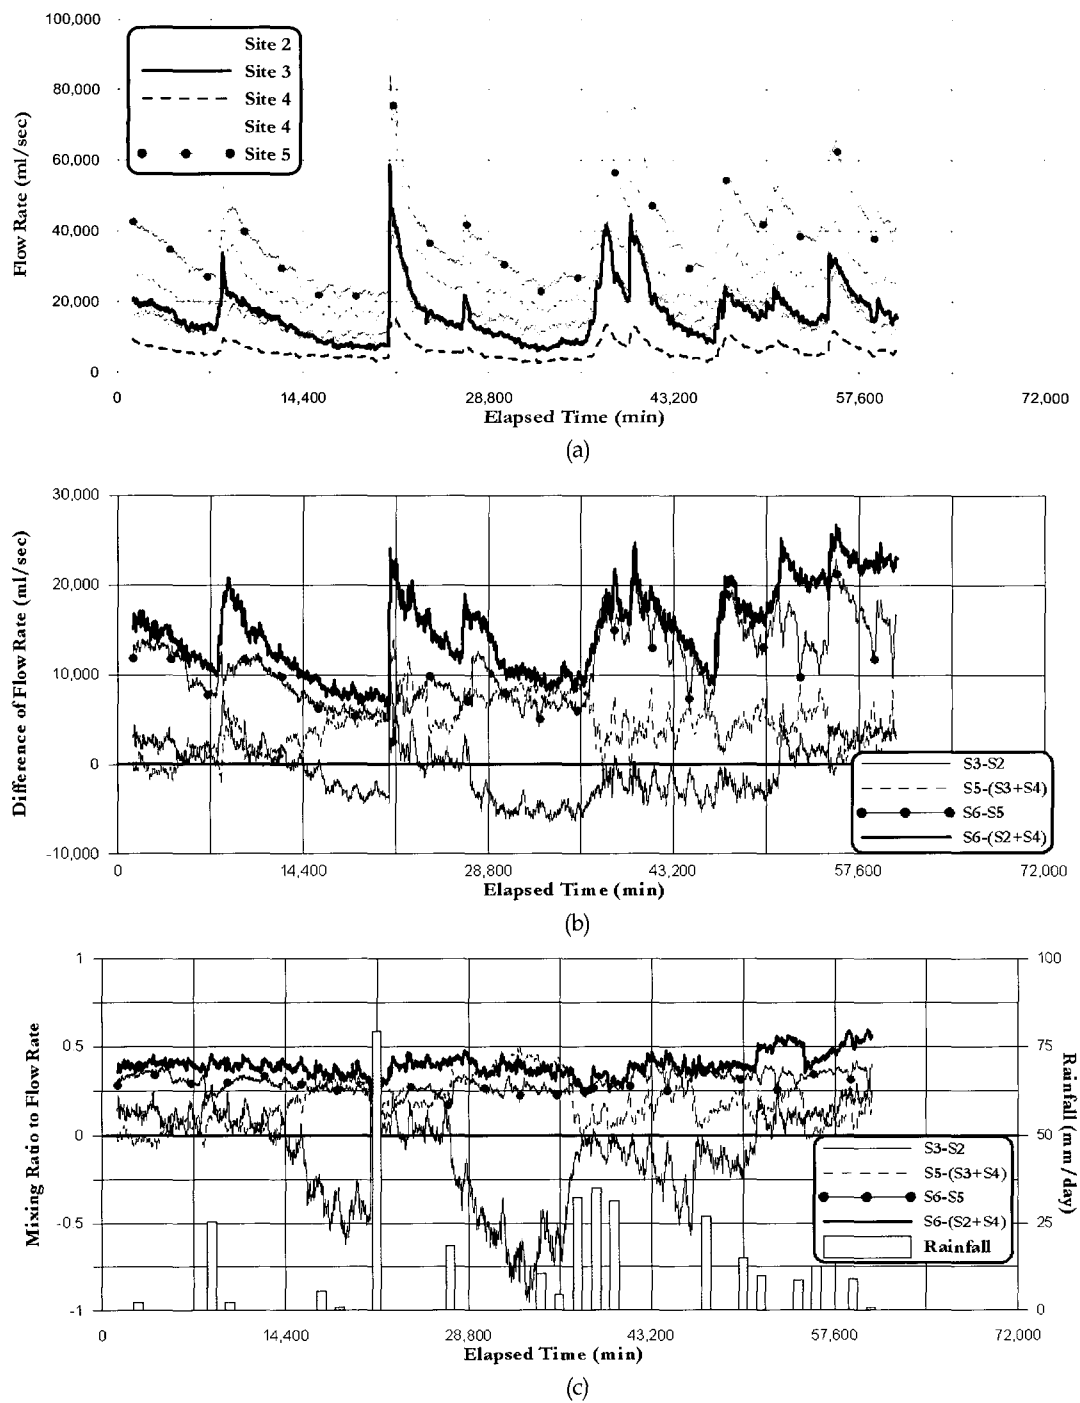 100,000
80,000
60,000
40,000
20,000
0
Flow Rate (ml/sec)
Site 2
Site 3
Site 4
Site 4
Site 5
0 14,400 28,800 43,200 57,600 72,000
Elapsed Time (min)
(a)
30,000
20,000
10,000
0
-10,000
Difference of Flow Rate (ml/sec)
S3-S2
S5-(S3+S4)
S6-S5
S6-(S2+S4)
0 14,400 28,800 43,200 57,600 72,000
Elapsed Time (min)
(b)
1
0 5
0
-0 5
-1
Mixing Ratio to Flow Rate
100
75
50
25
0
Rainfall (mm/day)
S3-S2
S5-(S3+S4)
S6-S5
S6-(S2+S4)
Rainfall
0 14,400 28,800 43,200 57,600 72,000
Elapsed Time (min)
(c)